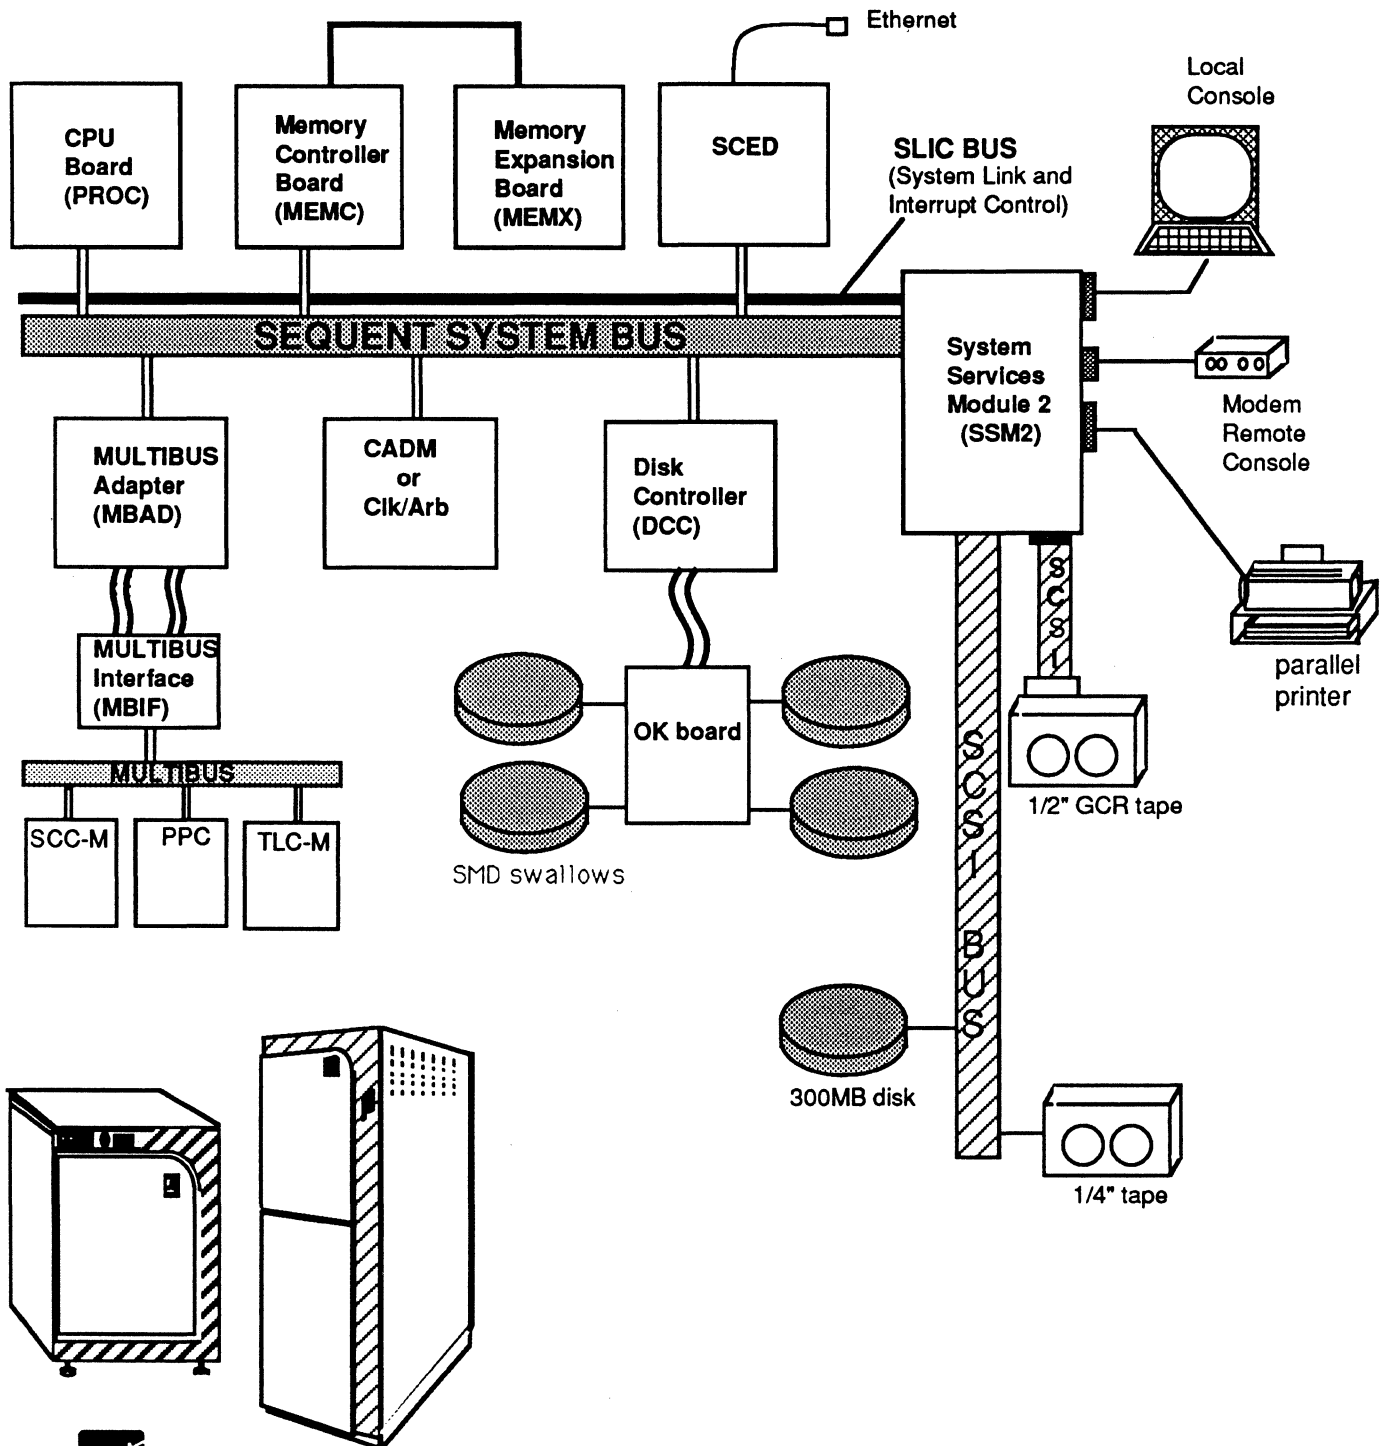 Ethernet
Local
Console
CPU
Board
(PROC)
Memory
Controller
Board
(MEMC)
Memory
Expansion
Board
(MEMX)
SCED
SLIC BUS
(System Link and
Interrupt Control)
SEQUENT SYSTEM BUS
System
Services
Module 2
(SSM2)
Modem
Remote
Console
MULTIBUS
Adapter
(MBAD)
CADM
or
Clk/Arb
Disk
Controller
(DCC)
SCSI
parallel
printer
MULTIBUS
Interface
(MBIF)
OK board
MULTIBUS
SCSI BUS
1/2" GCR tape
SCC-M
PPC
TLC-M
SMD swallows
300MB disk
1/4" tape